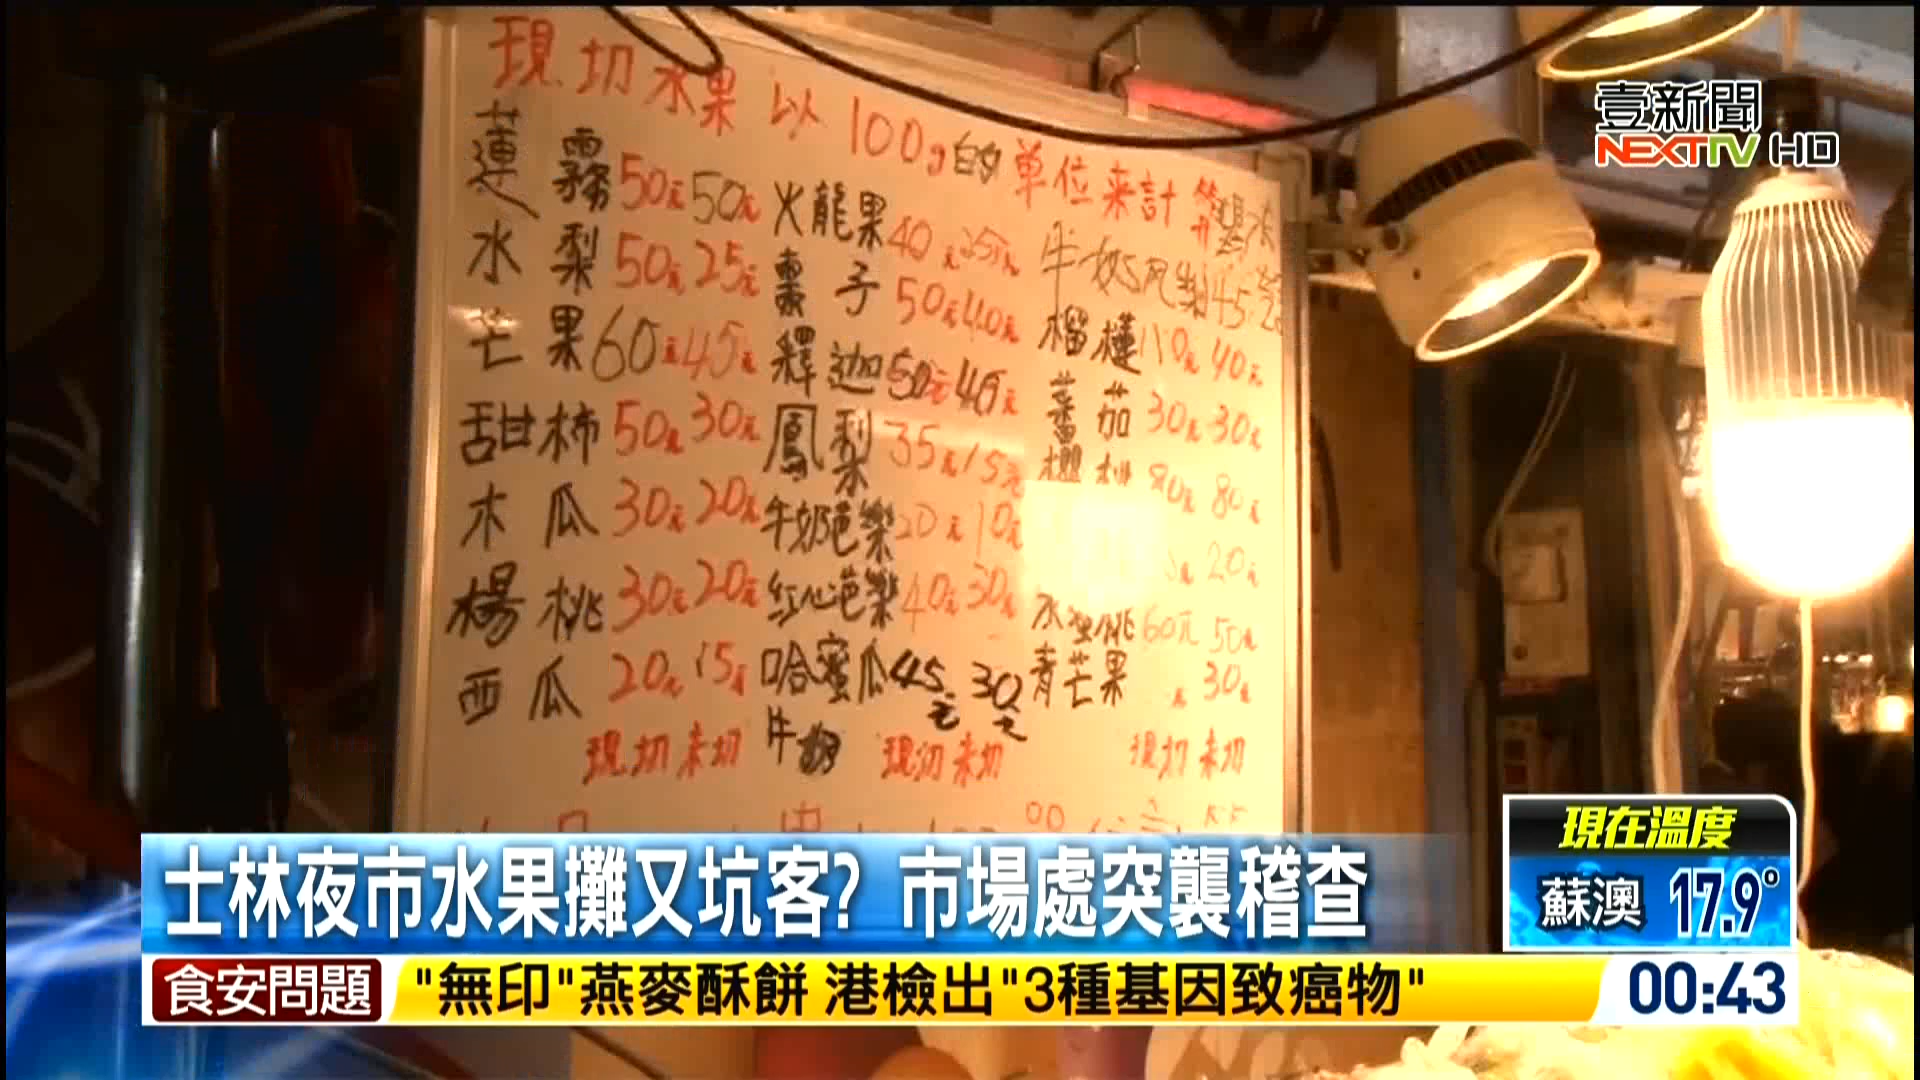 現切水果以100g的單位來計算
蓮霧50元50元
水梨50元25元
芒果60元45元
甜柿50元30元
木瓜30元20元
楊桃30元20元
西瓜20元15元
現切 未切
火龍果40元25元
棗子50元40元
釋迦50元40元
鳳梨35元15元
牛奶芭樂20元10元
紅心芭樂40元30元
哈蜜瓜45元30元
牛奶
現切 未切
榴槤110元40元
蕃茄30元30元
櫻桃80元80元
20元
水蜜桃60元50元
青芒果 30元
現切 未切
壹新聞
NEXTTV HD
士林夜市水果攤又坑客? 市場處突襲稽查
現在溫度
蘇澳 17.9°
食安問題 "無印"燕麥酥餅 港檢出"3種基因致癌物"
00:43